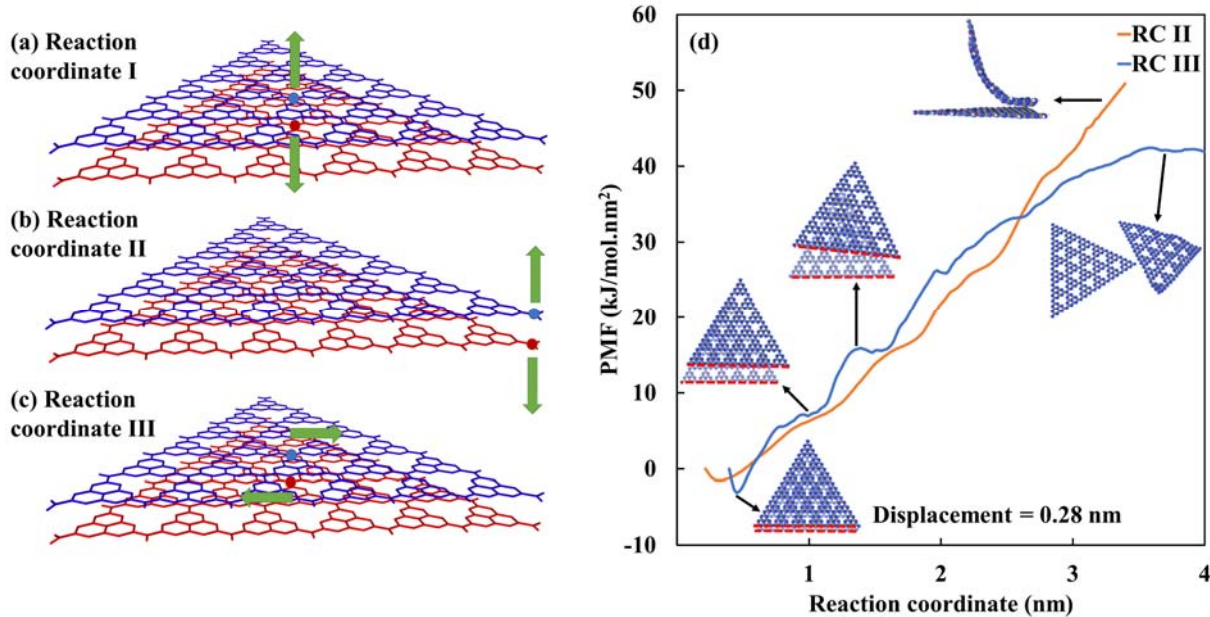 (a) Reaction
coordinate I
(b) Reaction
coordinate II
(c) Reaction
coordinate III
(d)
RC II
RC III
PMF (kJ/mol.nm²)
60
50
40
30
20
10
0
-10
Displacement = 0.28 nm
1 2 3 4
Reaction coordinate (nm)